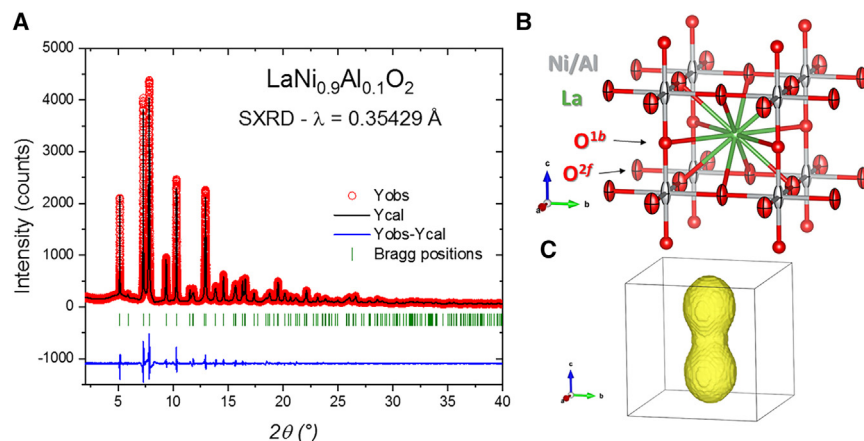 A
LaNi0.9Al0.1O2
SXRD - λ = 0.35429 Å
Yobs
Ycal
Yobs-Ycal
Bragg positions
5000
4000
3000
2000
1000
0
-1000
Intensity (counts)
5 10 15 20 25 30 35 40
2θ (°)
B
Ni/Al
La
O1b
O2f
c
a
b
C
c
a
b